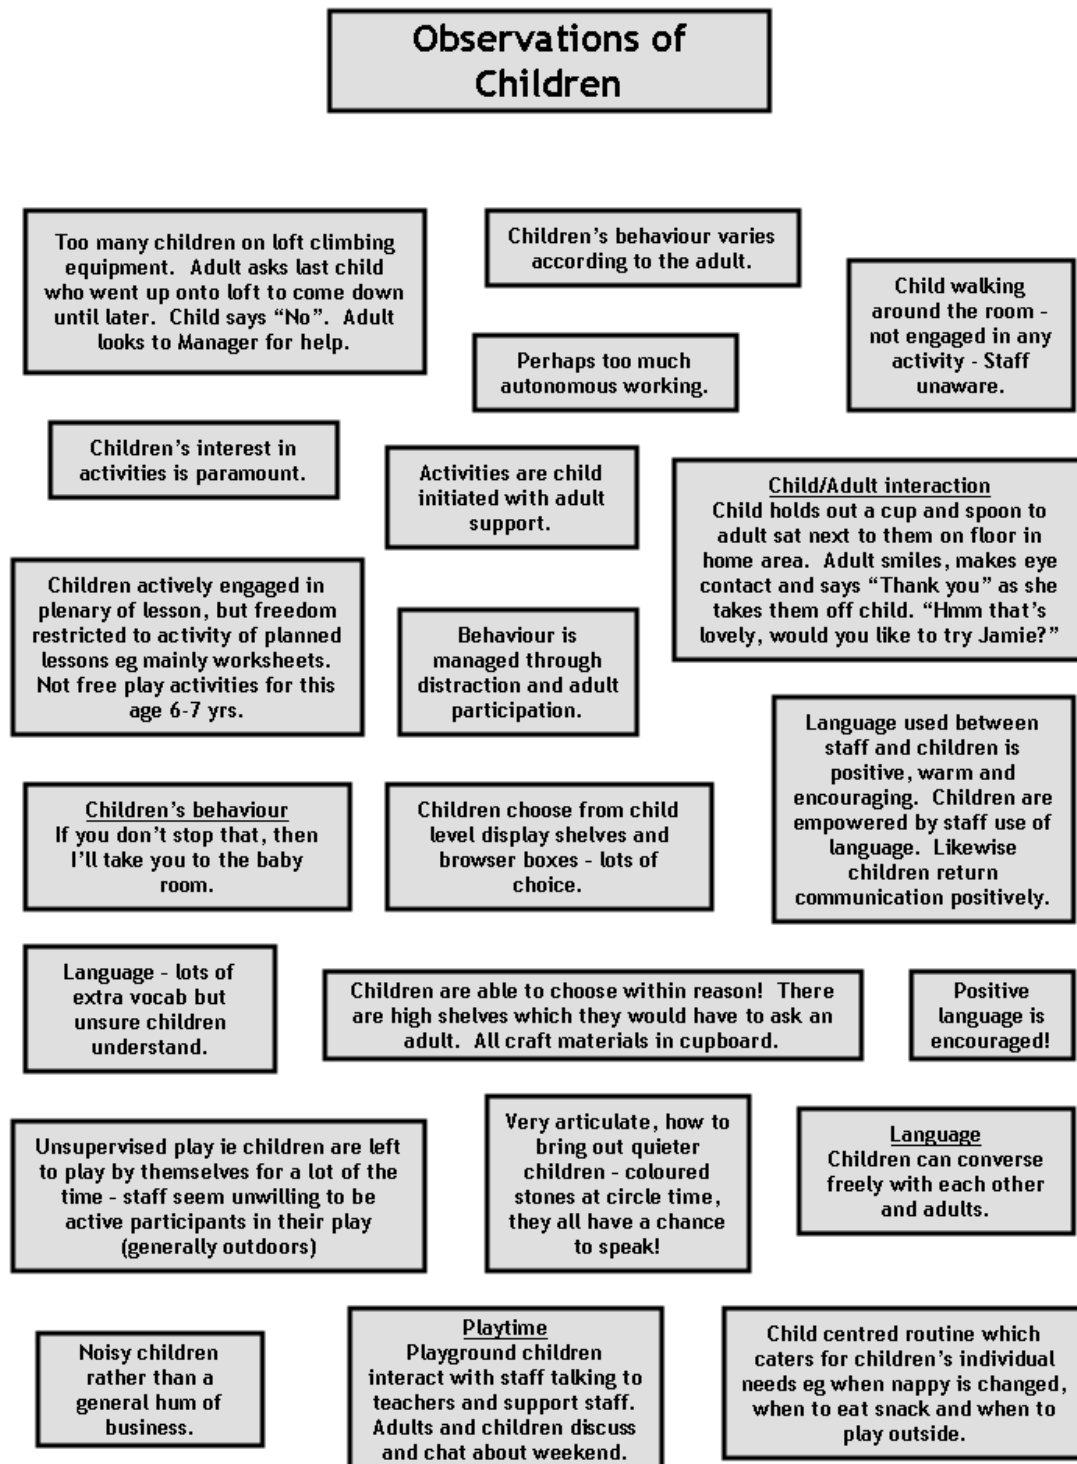 Observations of
Children
Too many children on loft climbing
equipment.  Adult asks last child
who went up onto loft to come down
until later.  Child says “No”.  Adult
looks to Manager for help.
Children’s behaviour varies
according to the adult.
Child walking
around the room -
not engaged in any
activity - Staff
unaware.
Perhaps too much
autonomous working.
Children’s interest in
activities is paramount.
Activities are child
initiated with adult
support.
Child/Adult interaction
Child holds out a cup and spoon to
adult sat next to them on floor in
home area.  Adult smiles, makes eye
contact and says “Thank you” as she
takes them off child.  “Hmm that’s
lovely, would you like to try Jamie?”
Children actively engaged in
plenary of lesson, but freedom
restricted to activity of planned
lessons eg mainly worksheets.
Not free play activities for this
age 6-7 yrs.
Behaviour is
managed through
distraction and adult
participation.
Language used between
staff and children is
positive, warm and
encouraging.  Children are
empowered by staff use of
language.  Likewise
children return
communication positively.
Children’s behaviour
If you don’t stop that, then
I’ll take you to the baby
room.
Children choose from child
level display shelves and
browser boxes - lots of
choice.
Language - lots of
extra vocab but
unsure children
understand.
Children are able to choose within reason!  There
are high shelves which they would have to ask an
adult.  All craft materials in cupboard.
Positive
language is
encouraged!
Unsupervised play ie children are left
to play by themselves for a lot of the
time - staff seem unwilling to be
active participants in their play
(generally outdoors)
Very articulate, how to
bring out quieter
children - coloured
stones at circle time,
they all have a chance
to speak!
Language
Children can converse
freely with each other
and adults.
Noisy children
rather than a
general hum of
business.
Playtime
Playground children
interact with staff talking to
teachers and support staff.
Adults and children discuss
and chat about weekend.
Child centred routine which
caters for children’s individual
needs eg when nappy is changed,
when to eat snack and when to
play outside.